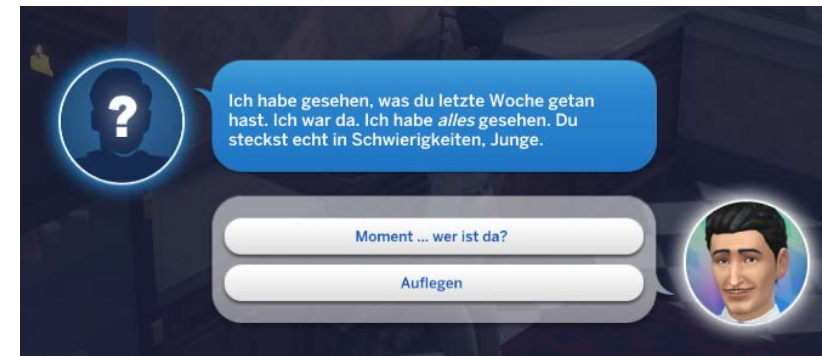 ?
Ich habe gesehen, was du letzte Woche getan
hast. Ich war da. Ich habe alles gesehen. Du
steckst echt in Schwierigkeiten, Junge.
Moment ... wer ist da?
Auflegen